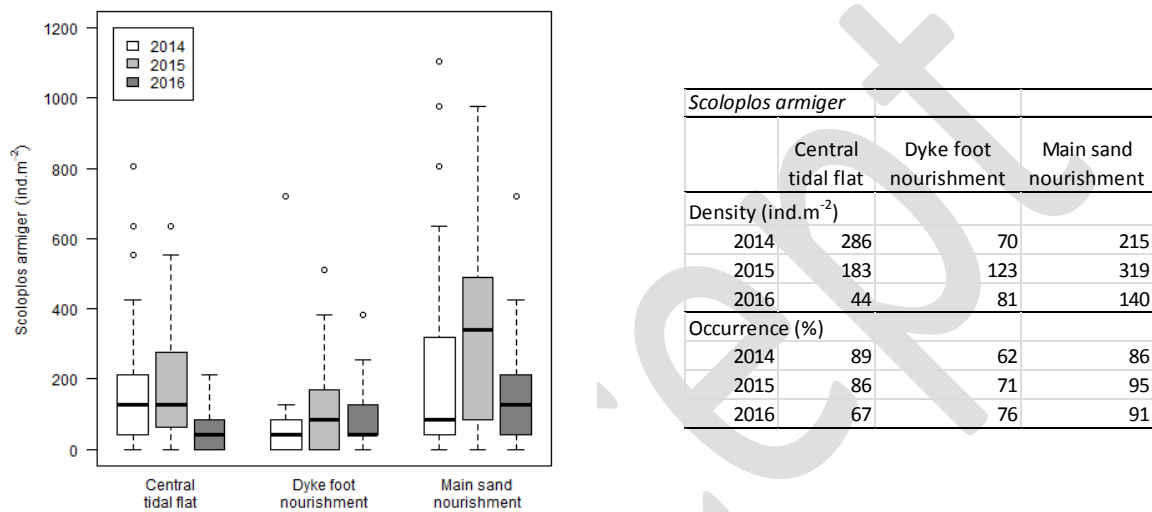 Scoloplos armiger (ind.m-2)
1200
1000
800
600
400
200
0
2014
2015
2016
Central
tidal flat
Dyke foot
nourishment
Main sand
nourishment
Scoloplos armiger
Central
tidal flat
Dyke foot
nourishment
Main sand
nourishment
Density (ind.m-2)
2014 286 70 215
2015 183 123 319
2016 44 81 140
Occurrence (%)
2014 89 62 86
2015 86 71 95
2016 67 76 91